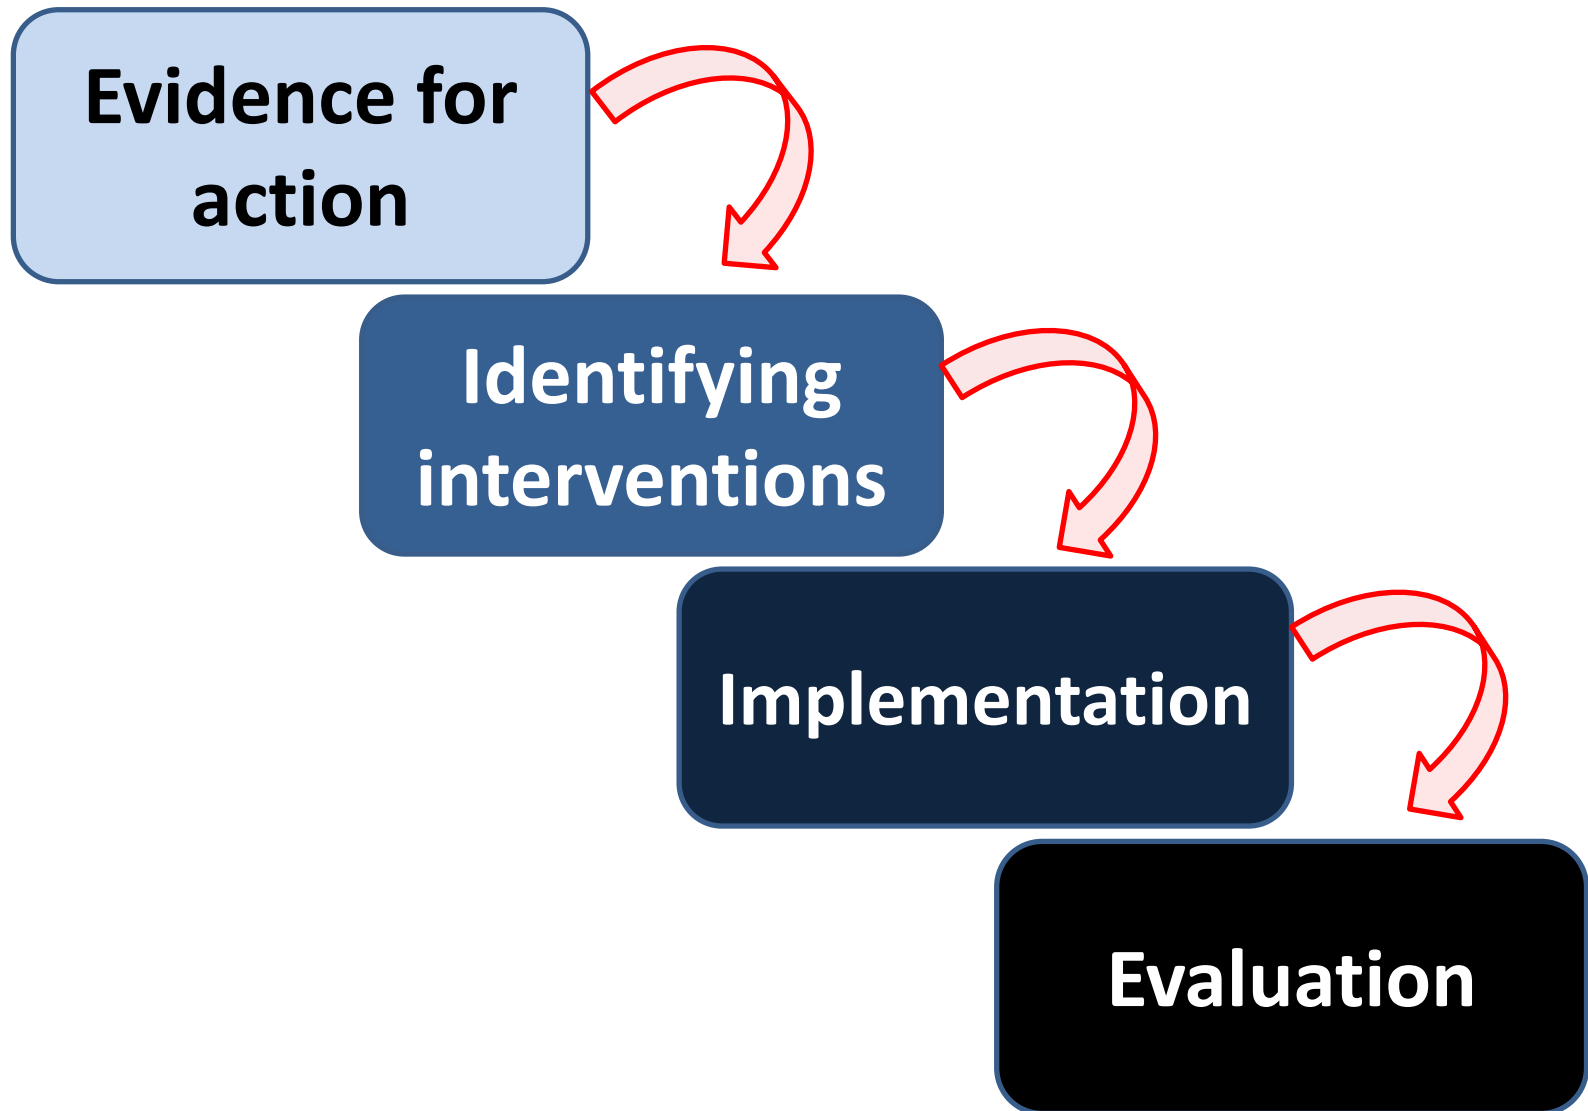 Evidence for
action
Identifying
interventions
Implementation
Evaluation